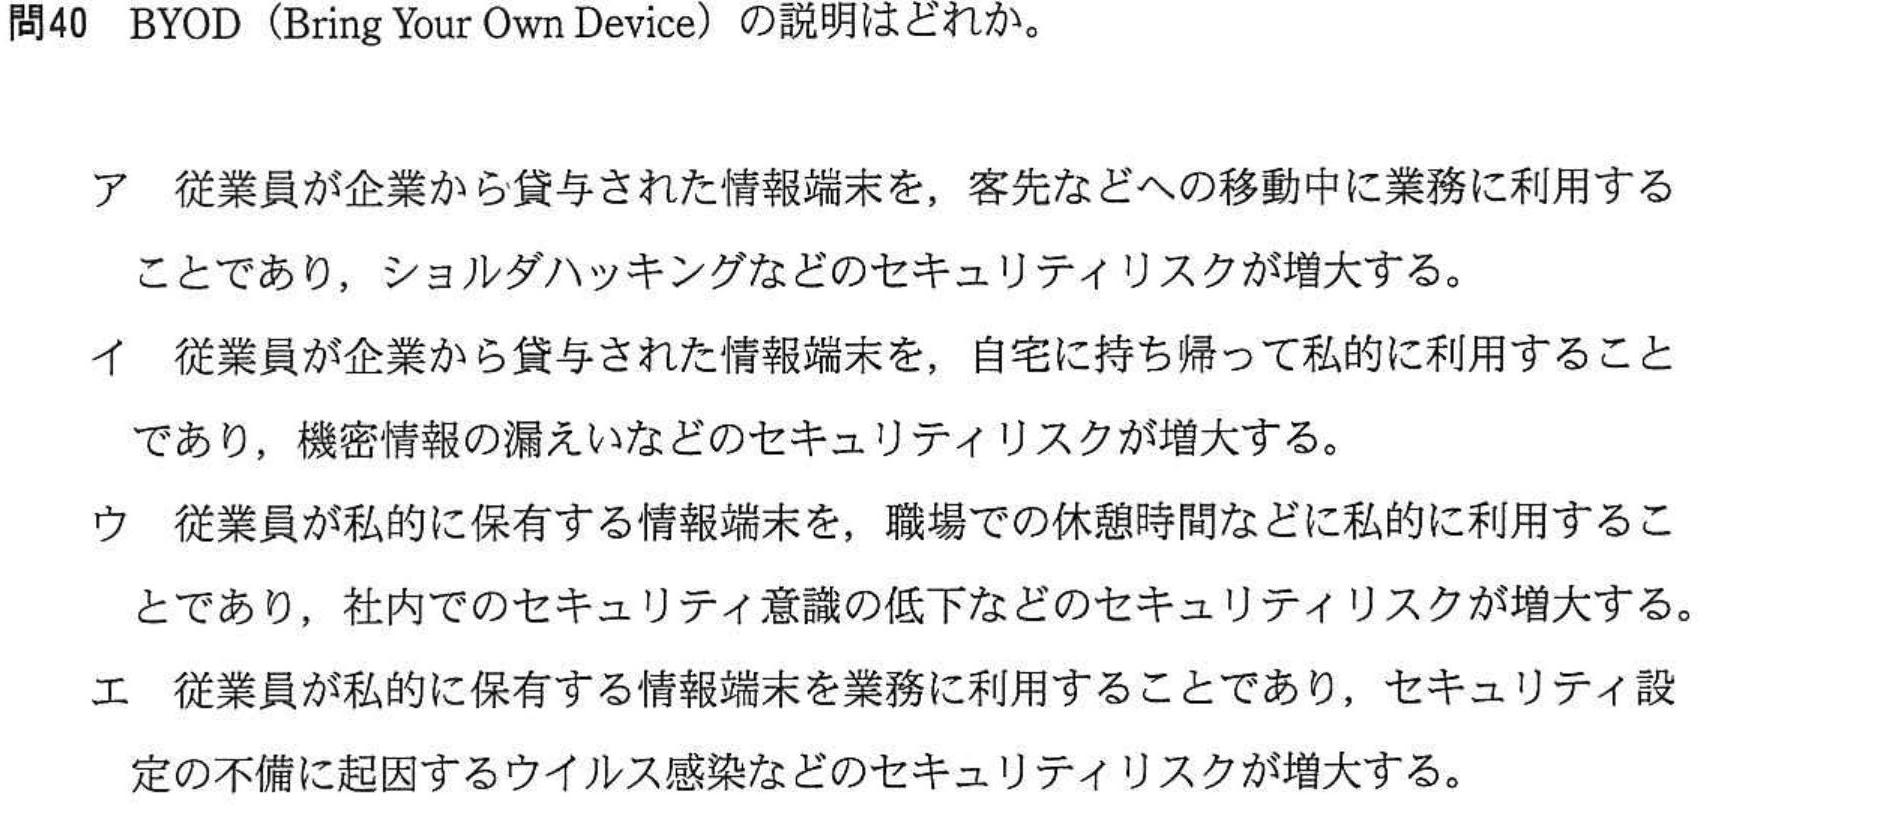 問40 BYOD（Bring Your Own Device）の説明はどれか。
ア 従業員が企業から貸与された情報端末を，客先などへの移動中に業務に利用する
ことであり，ショルダハッキングなどのセキュリティリスクが増大する。
イ 従業員が企業から貸与された情報端末を，自宅に持ち帰って私的に利用すること
であり，機密情報の漏えいなどのセキュリティリスクが増大する。
ウ 従業員が私的に保有する情報端末を，職場での休憩時間などに私的に利用するこ
とであり，社内でのセキュリティ意識の低下などのセキュリティリスクが増大する。
エ 従業員が私的に保有する情報端末を業務に利用することであり，セキュリティ設
定の不備に起因するウイルス感染などのセキュリティリスクが増大する。